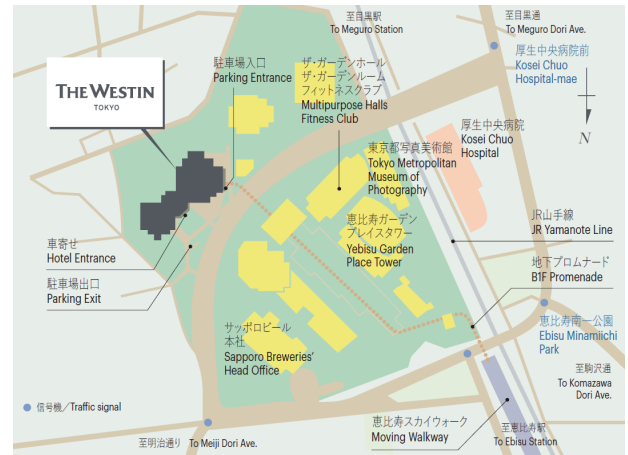 至目黒駅
To Meguro Station
至目黒通
To Meguro Dori Ave.
厚生中央病院前
Kosei Chuo
Hospital-mae
N
THE WESTIN
TOKYO
駐車場入口
Parking Entrance
ザ・ガーデンホール
ザ・ガーデンルーム
フィットネスクラブ
Multipurpose Halls
Fitness Club
厚生中央病院
Kosei Chuo
Hospital
東京都写真美術館
Tokyo Metropolitan
Museum of
Photography
JR山手線
JR Yamanote Line
恵比寿ガーデン
プレイスタワー
Yebisu Garden
Place Tower
車寄せ
Hotel Entrance
地下プロムナード
B1F Promenade
駐車場出口
Parking Exit
恵比寿南一公園
Ebisu Minamiichi
Park
サッポロビール
本社
Sapporo Breweries'
Head Office
至駒沢通
To Komazawa
Dori Ave.
信号機/Traffic signal
恵比寿スカイウォーク
Moving Walkway
至恵比寿駅
To Ebisu Station
至明治通り To Meiji Dori Ave.